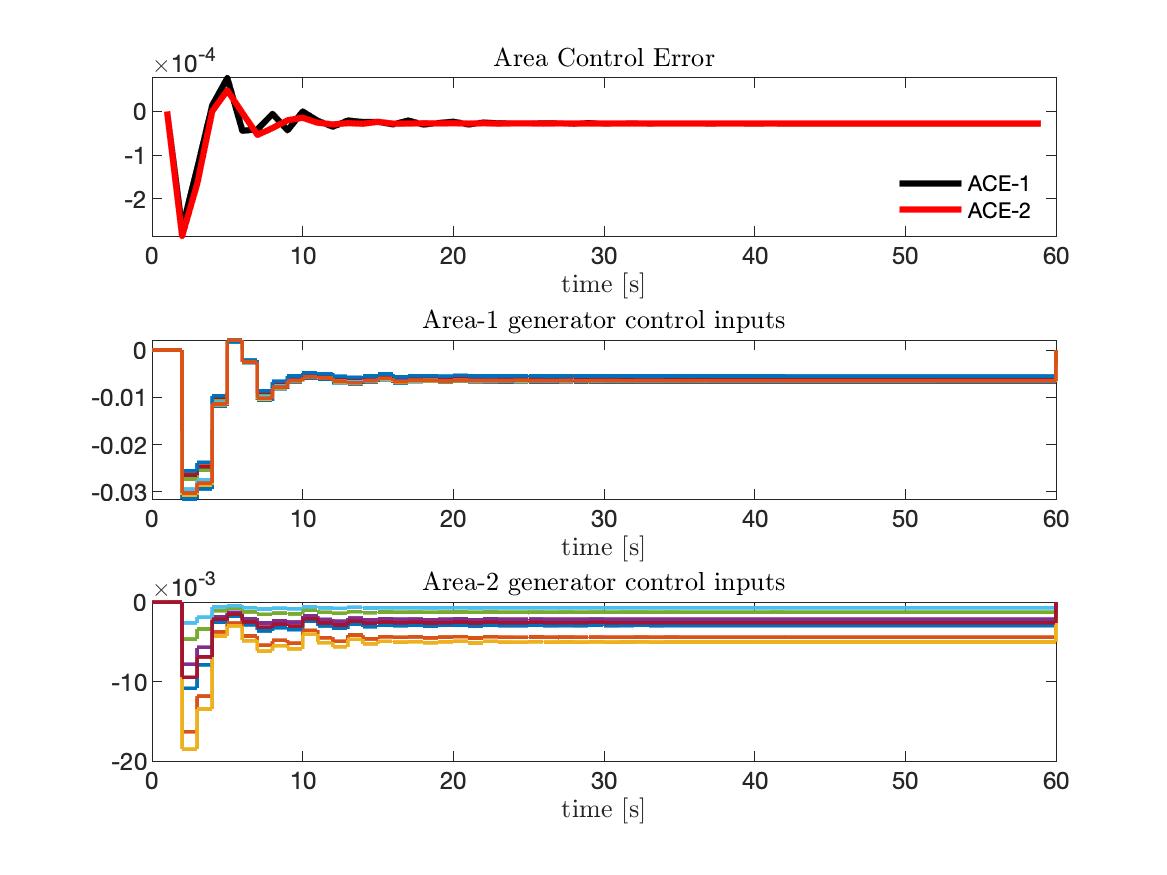 ×10-4
Area Control Error
0
-1
-2
ACE-1
ACE-2
0 10 20 30 40 50 60
time [s]
Area-1 generator control inputs
0
-0.01
-0.02
-0.03
0 10 20 30 40 50 60
time [s]
×10-3
Area-2 generator control inputs
0
-10
-20
0 10 20 30 40 50 60
time [s]